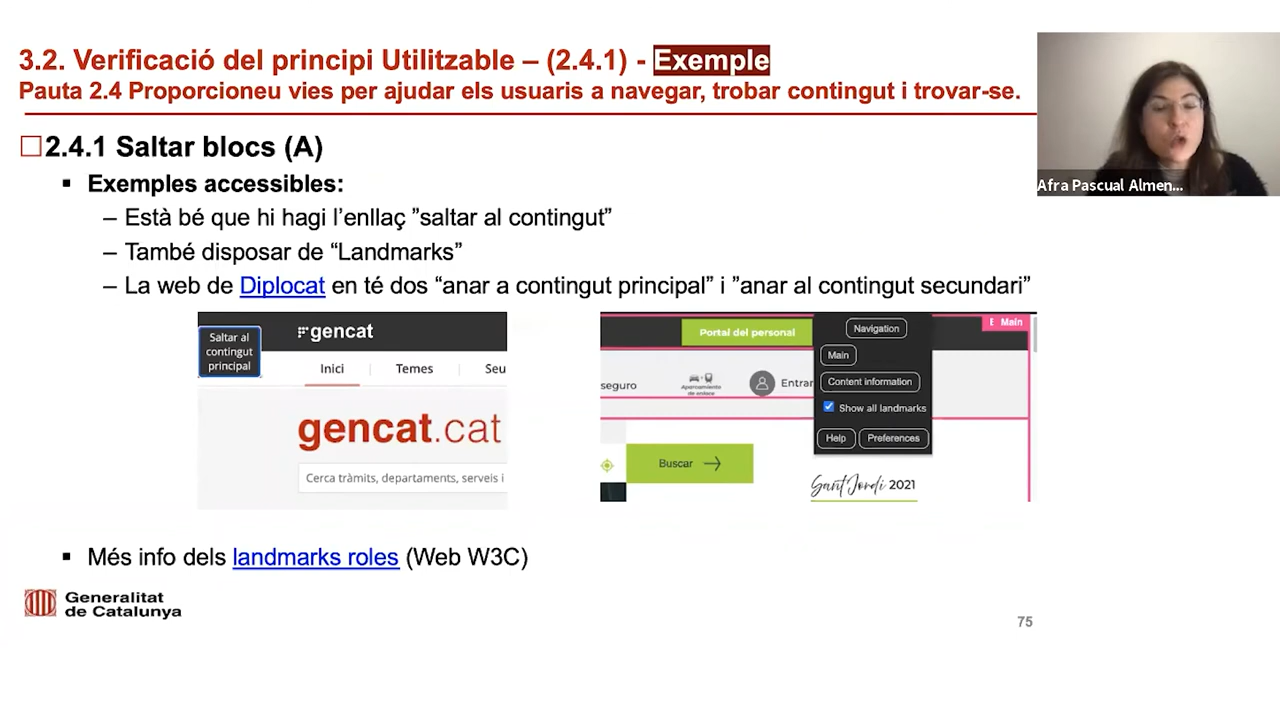 3.2. Verificació del principi Utilitzable – (2.4.1) - Exemple
Pauta 2.4 Proporcioneu vies per ajudar els usuaris a navegar, trobar contingut i trovar-se.
2.4.1 Saltar blocs (A)
Exemples accessibles:
– Està bé que hi hagi l’enllaç ”saltar al contingut”
– També disposar de “Landmarks”
– La web de Diplocat en té dos “anar a contingut principal” i ”anar al contingut secundari”
Saltar al
contingut
principal
gencat
Inici
Temes
Seu
gencat.cat
Cerca tràmits, departaments, serveis i
Portal del personal
Navigation
E Main
Main
seguro
Aparcamiento
de enlace
Entrar
Content information
Show all landmarks
Help
Preferences
Buscar
Sant Jordi 2021
Més info dels landmarks roles (Web W3C)
Generalitat
de Catalunya
75
Afra Pascual Almen...